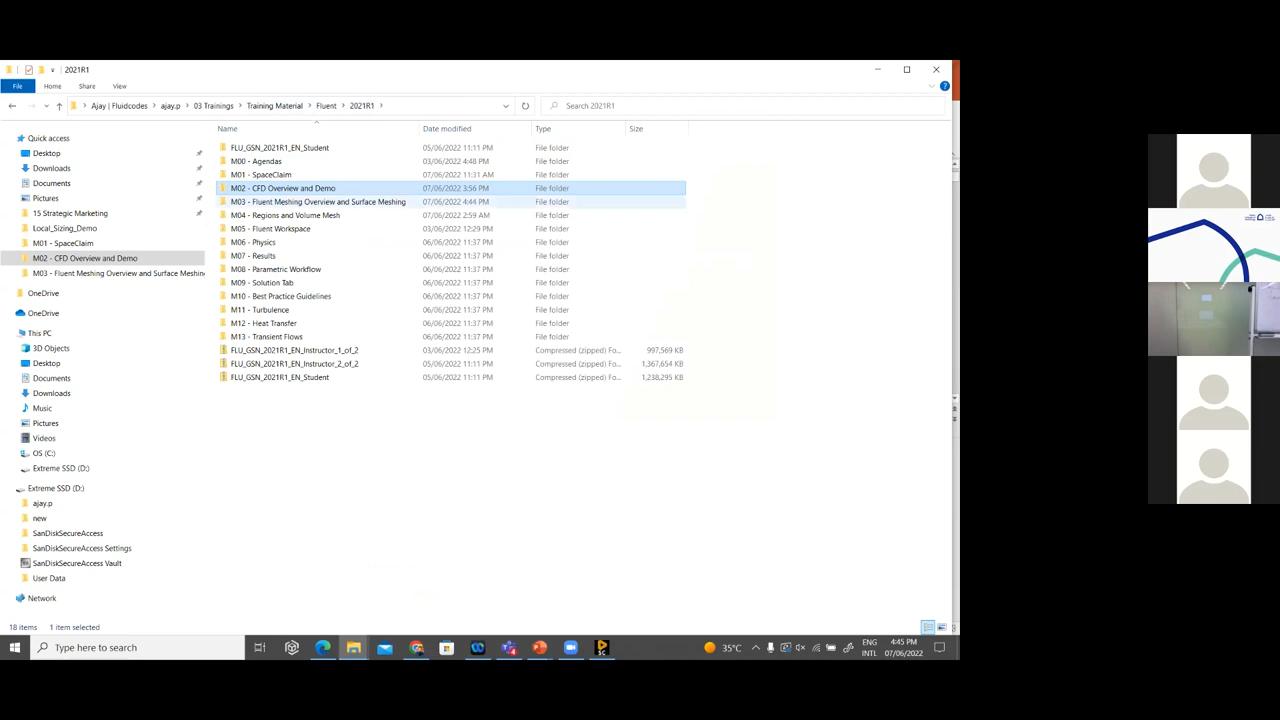 2021R1
File
Home
Share
View
Ajay | Fluidcodes
ajay.p
03 Trainings
Training Material
Fluent
2021R1
Search 2021R1
Name
Date modified
Type
Size
Quick access
Desktop
Downloads
Documents
Pictures
15 Strategic Marketing
Local_Sizing_Demo
M01 - SpaceClaim
M02 - CFD Overview and Demo
M03 - Fluent Meshing Overview and Surface Meshing
OneDrive
OneDrive
This PC
3D Objects
Desktop
Documents
Downloads
Music
Pictures
Videos
OS (C:)
Extreme SSD (D:)
Extreme SSD (D:)
ajay.p
new
SanDiskSecureAccess
SanDiskSecureAccess Settings
SanDiskSecureAccess Vault
User Data
Network
FLU_GSN_2021R1_EN_Student 05/06/2022 11:11 PM File folder
M00 - Agendas 03/06/2022 4:48 PM File folder
M01 - SpaceClaim 07/06/2022 11:31 AM File folder
M02 - CFD Overview and Demo 07/06/2022 3:56 PM File folder
M03 - Fluent Meshing Overview and Surface Meshing 07/06/2022 4:44 PM File folder
M04 - Regions and Volume Mesh 07/06/2022 2:59 AM File folder
M05 - Fluent Workspace 03/06/2022 12:29 PM File folder
M06 - Physics 06/06/2022 11:37 PM File folder
M07 - Results 06/06/2022 11:37 PM File folder
M08 - Parametric Workflow 06/06/2022 11:37 PM File folder
M09 - Solution Tab 06/06/2022 11:37 PM File folder
M10 - Best Practice Guidelines 06/06/2022 11:37 PM File folder
M11 - Turbulence 06/06/2022 11:37 PM File folder
M12 - Heat Transfer 06/06/2022 11:37 PM File folder
M13 - Transient Flows 06/06/2022 11:37 PM File folder
FLU_GSN_2021R1_EN_Instructor_1_of_2 03/06/2022 12:25 PM Compressed (zipped) Fo... 997,569 KB
FLU_GSN_2021R1_EN_Instructor_2_of_2 05/06/2022 11:11 PM Compressed (zipped) Fo... 1,367,654 KB
FLU_GSN_2021R1_EN_Student 05/06/2022 11:11 PM Compressed (zipped) Fo... 1,238,295 KB
18 items
1 item selected
Type here to search
35°C
ENG
INTL
4:45 PM
07/06/2022